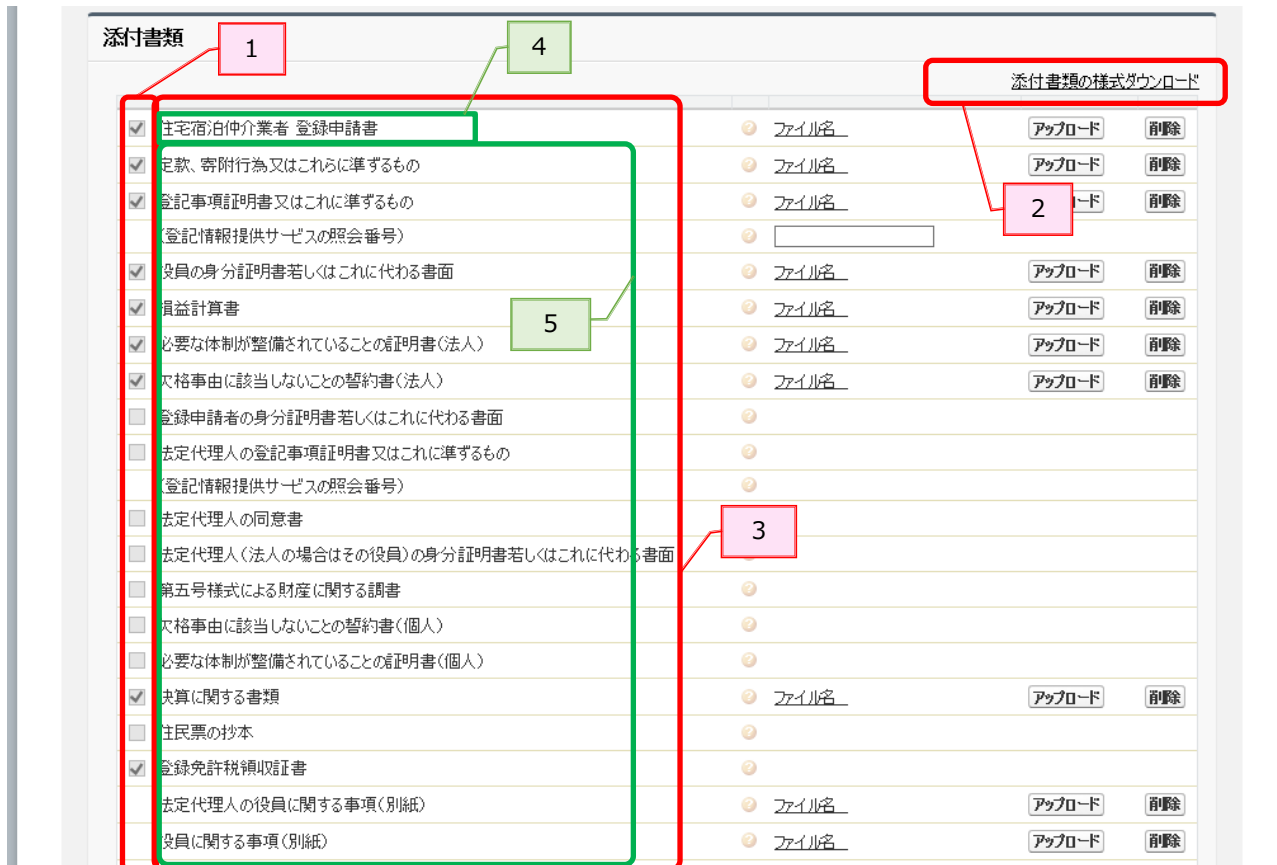 添付書類
1
4
添付書類の様式ダウンロード
住宅宿泊仲介業者 登録申請書 ファイル名 アップロード 削除
定款、寄附行為又はこれらに準ずるもの ファイル名 アップロード 削除
登記事項証明書又はこれに準ずるもの ファイル名 ード 削除
2
(登記情報提供サービスの照会番号)
役員の身分証明書若しくはこれに代わる書面 ファイル名 アップロード 削除
損益計算書 ファイル名 アップロード 削除
5
必要な体制が整備されていることの証明書(法人) ファイル名 アップロード 削除
欠格事由に該当しないことの誓約書(法人) ファイル名 アップロード 削除
登録申請者の身分証明書若しくはこれに代わる書面
法定代理人の登記事項証明書又はこれに準ずるもの
(登記情報提供サービスの照会番号)
法定代理人の同意書
3
法定代理人(法人の場合はその役員)の身分証明書若しくはこれに代わる書面
第五号様式による財産に関する調書
欠格事由に該当しないことの誓約書(個人)
必要な体制が整備されていることの証明書(個人)
決算に関する書類 ファイル名 アップロード 削除
住民票の抄本
登録免許税領収証書
法定代理人の役員に関する事項(別紙) ファイル名 アップロード 削除
役員に関する事項(別紙) ファイル名 アップロード 削除